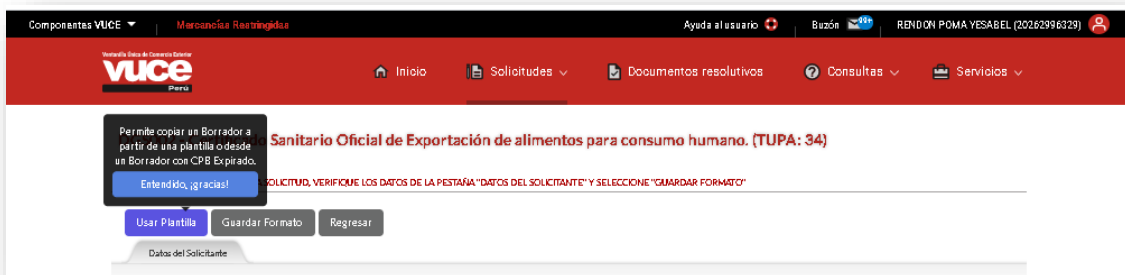 Componentes VUCE
Mercancías Restringidas
Ayuda al usuario
Buzón
99+
RENDON POMA YESABEL (20262996329)
Ventanilla Única de Comercio Exterior
vuce
Perú
Inicio
Solicitudes
Documentos resolutivos
Consultas
Servicios
Permite copiar un Borrador a
partir de una plantilla o desde
un Borrador con CPB Expirado.
Entendido, ¡gracias!
Sanitario Oficial de Exportación de alimentos para consumo humano. (TUPA: 34)
SOLICITUD, VERIFIQUE LOS DATOS DE LA PESTAÑA "DATOS DEL SOLICITANTE" Y SELECCIONE "GUARDAR FORMATO"
Usar Plantilla
Guardar Formato
Regresar
Datos del Solicitante